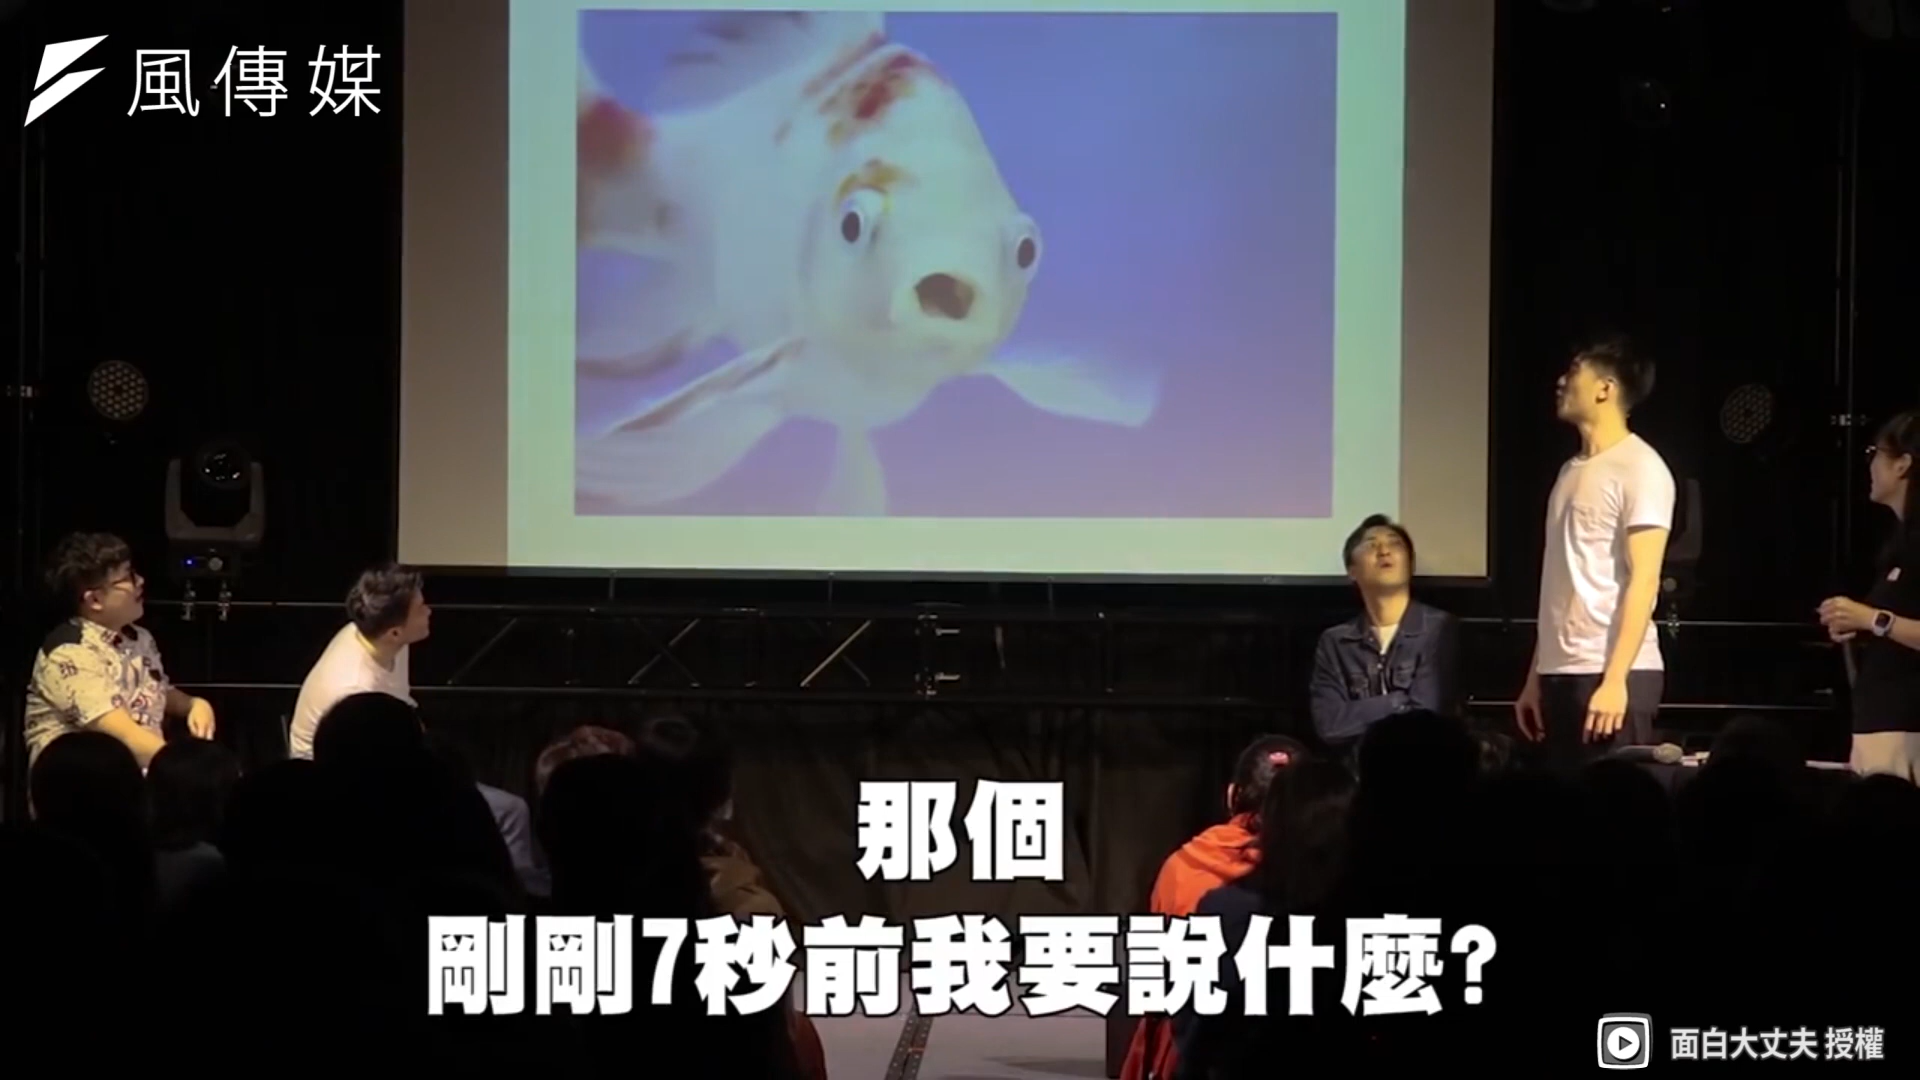 風傳媒
那個
剛剛7秒前我要說什麼?
面白大丈夫 授權